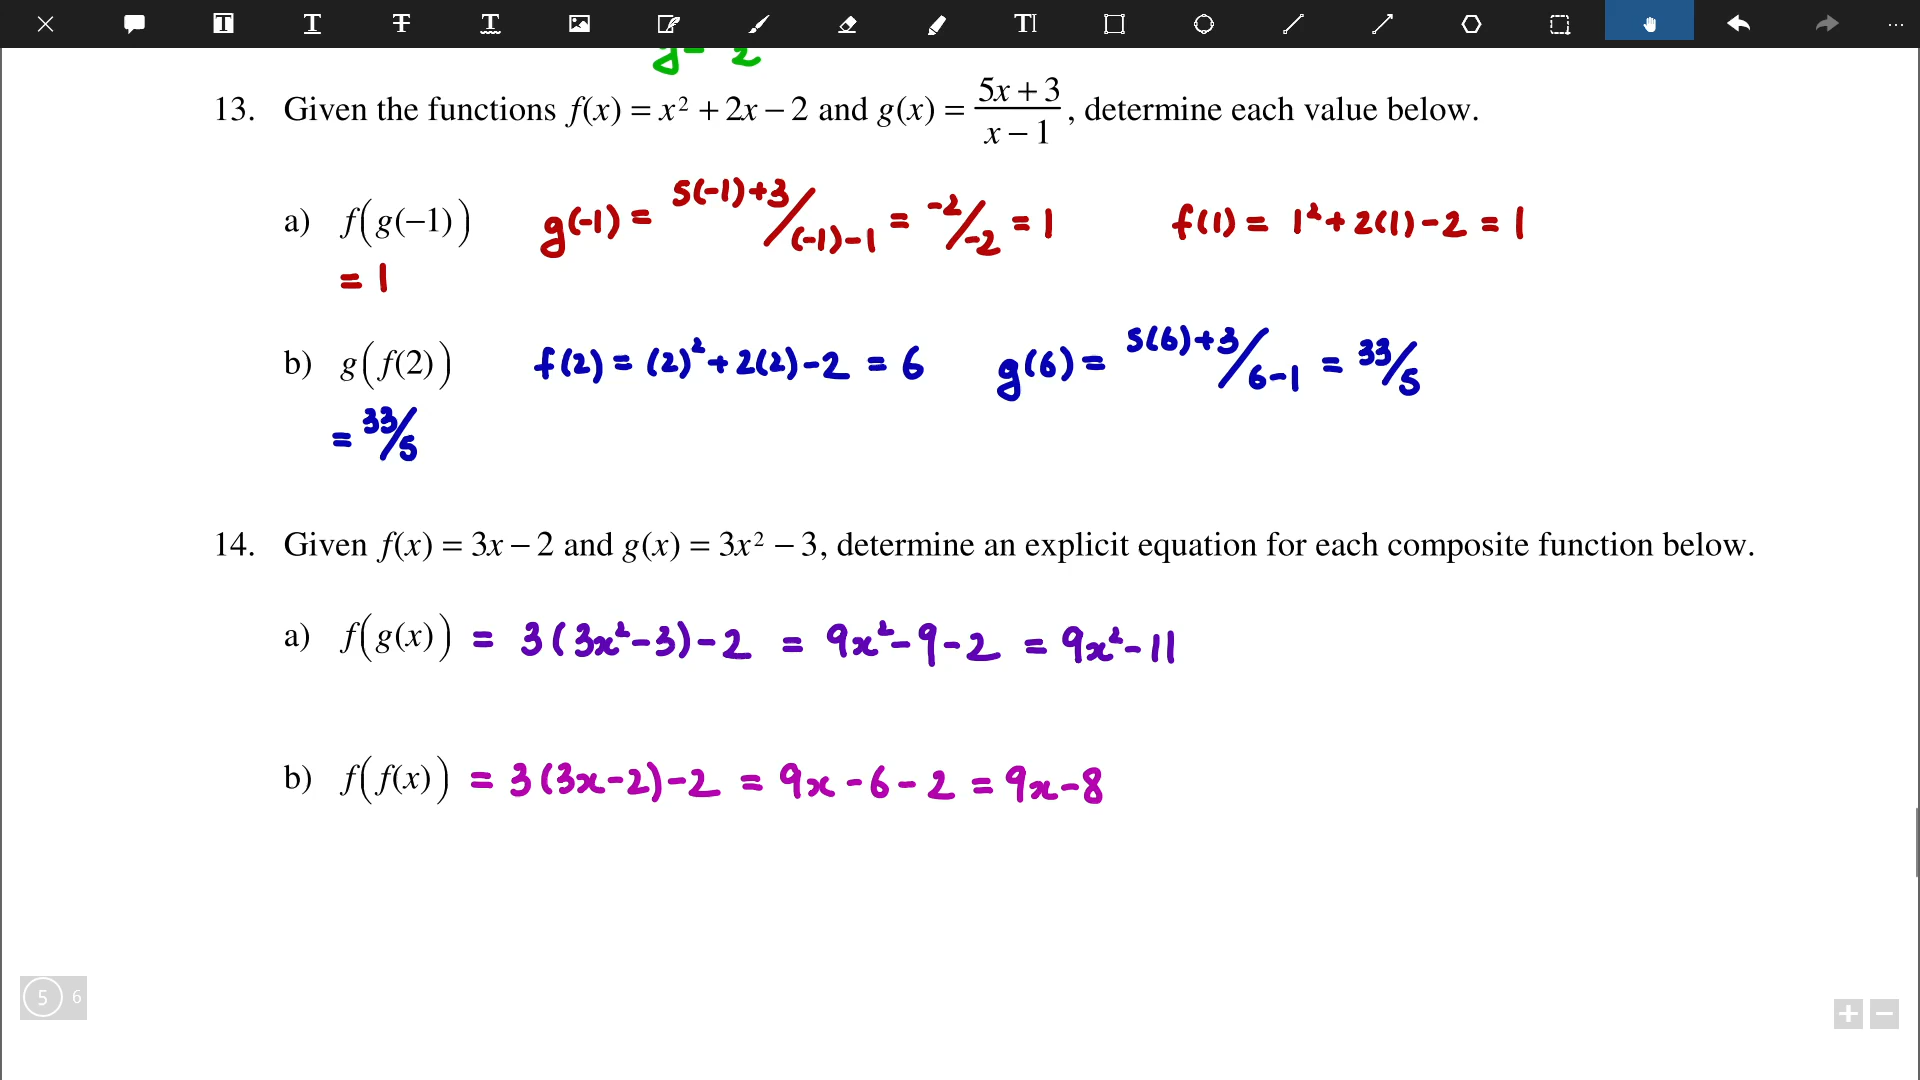 y= 2
13. Given the functions f(x) = x² + 2x − 2 and g(x) = (5x + 3)/(x − 1), determine each value below.
a) f(g(−1)) g(-1) = 5(-1)+3/(-1)-1 = -2/-2 = 1 f(1) = 1²+2(1)-2 = 1
= 1
b) g(f(2)) f(2) = (2)²+2(2)-2 = 6 g(6) = 5(6)+3/6-1 = 33/5
= 33/5
14. Given f(x) = 3x − 2 and g(x) = 3x² − 3, determine an explicit equation for each composite function below.
a) f(g(x)) = 3(3x²-3)-2 = 9x²-9-2 = 9x²-11
b) f(f(x)) = 3(3x-2)-2 = 9x-6-2 = 9x-8
5 6